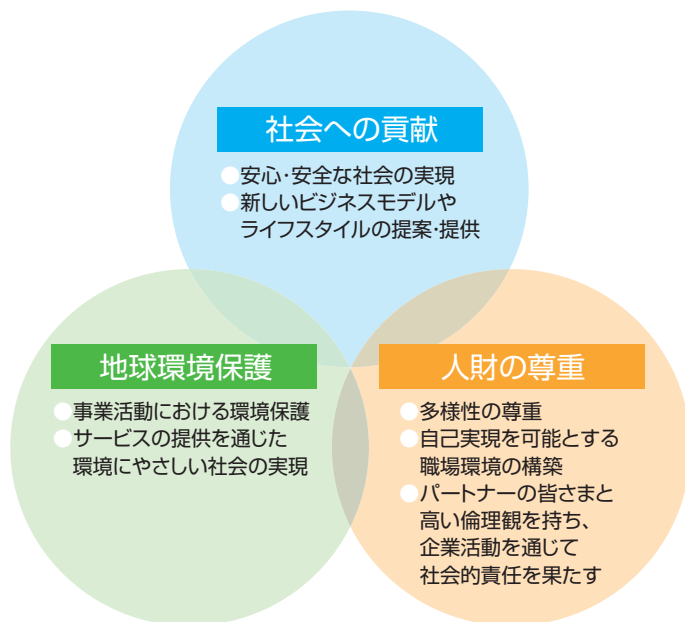 社会への貢献
●安心・安全な社会の実現
●新しいビジネスモデルや
ライフスタイルの提案・提供
地球環境保護
●事業活動における環境保護
●サービスの提供を通じた
環境にやさしい社会の実現
人財の尊重
●多様性の尊重
●自己実現を可能とする
職場環境の構築
●パートナーの皆さまと
高い倫理観を持ち、
企業活動を通じて
社会的責任を果たす